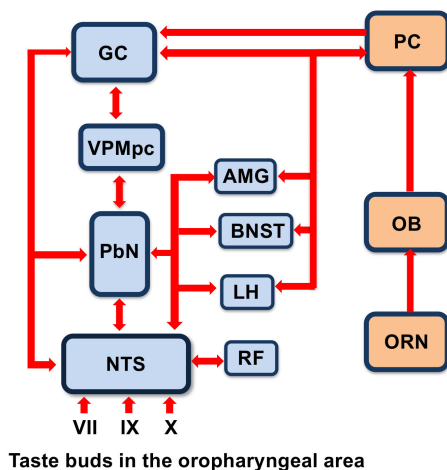 GC
PC
VPMpc
AMG
BNST
OB
PbN
LH
NTS
RF
ORN
VII IX X
Taste buds in the oropharyngeal area